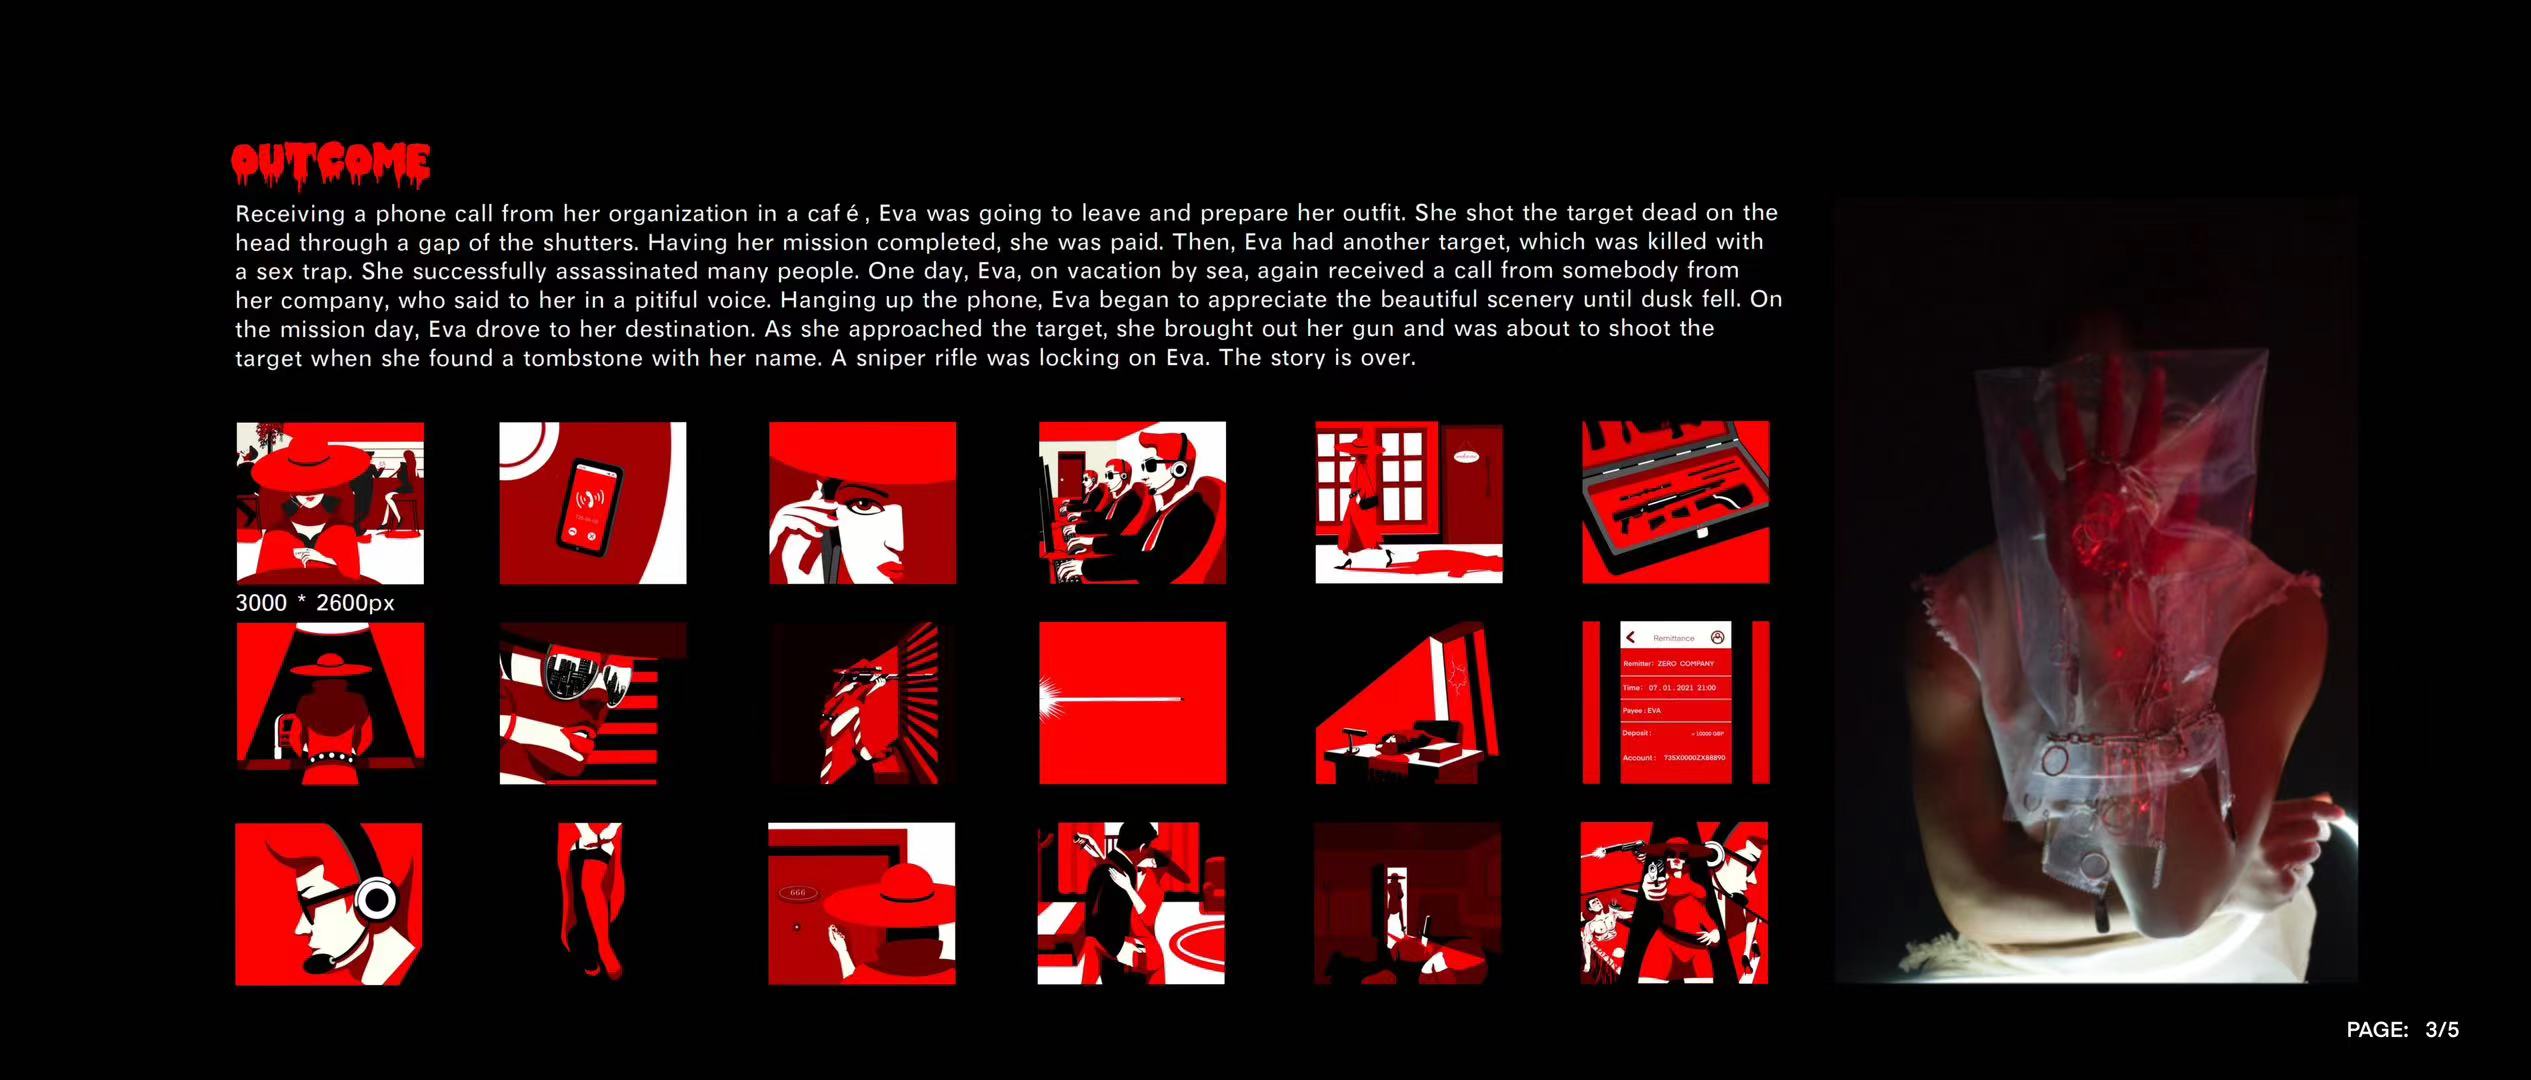 OUTCOME
Receiving a phone call from her organization in a café, Eva was going to leave and prepare her outfit. She shot the target dead on the
head through a gap of the shutters. Having her mission completed, she was paid. Then, Eva had another target, which was killed with
a sex trap. She successfully assassinated many people. One day, Eva, on vacation by sea, again received a call from somebody from
her company, who said to her in a pitiful voice. Hanging up the phone, Eva began to appreciate the beautiful scenery until dusk fell. On
the mission day, Eva drove to her destination. As she approached the target, she brought out her gun and was about to shoot the
target when she found a tombstone with her name. A sniper rifle was locking on Eva. The story is over.
3000 * 2600px
Remittance
Remitter: ZERO COMPANY
Time: 07.01.2021 21:00
Payee: EVA
Deposit: + 10000 GBP
Account: 735X0000ZX88890
666
PAGE: 3/5